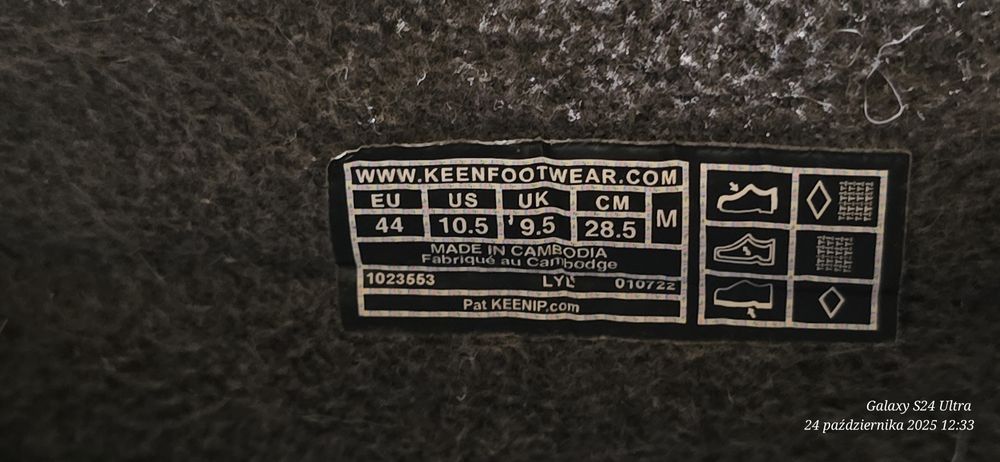 WWW.KEENFOOTWEAR.COM
EU US UK CM M
44 10.5 9.5 28.5
MADE IN CAMBODIA
Fabriqué au Cambodge
1023553 LYL 010722
Pat KEENIP.com
Galaxy S24 Ultra
24 października 2025 12:33